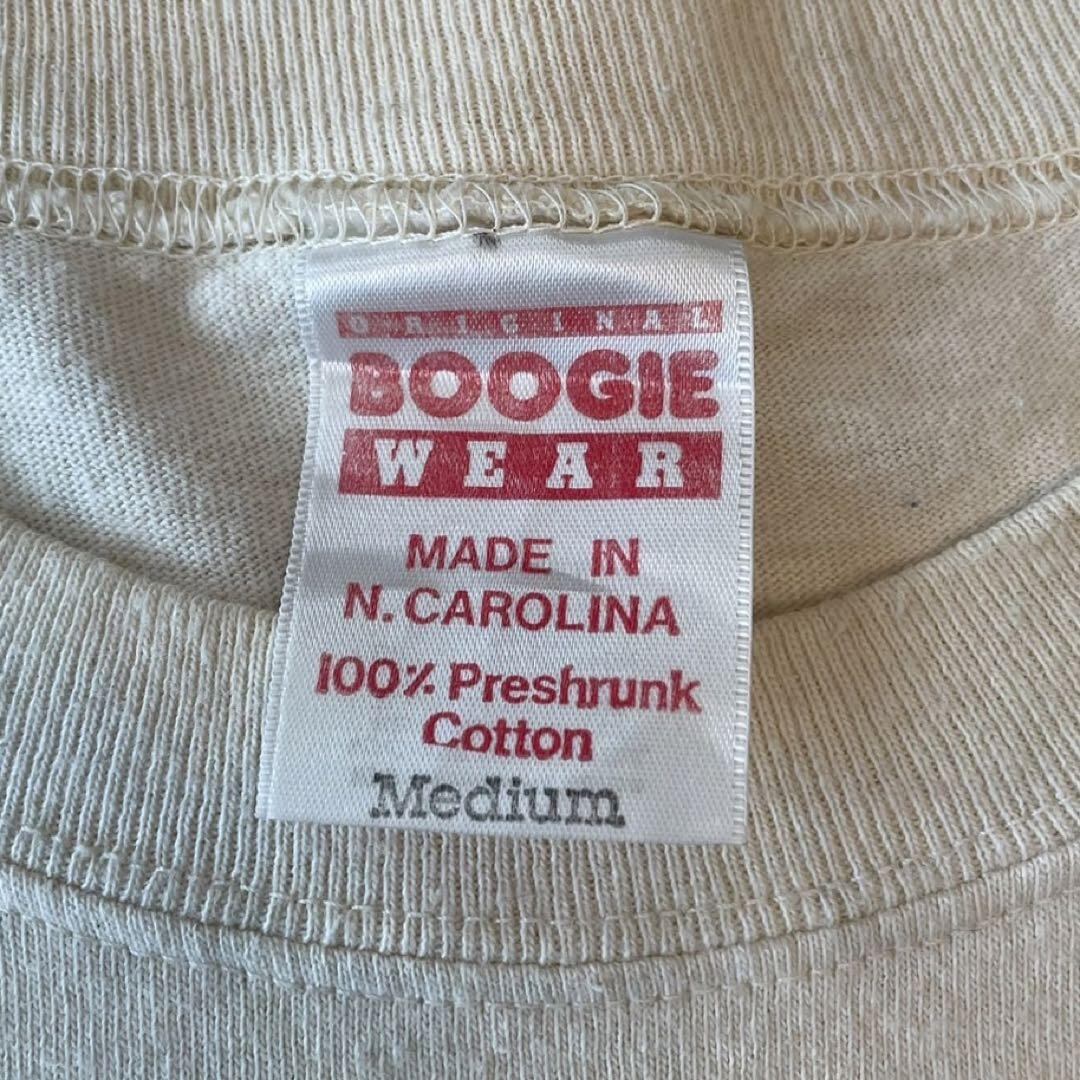 ORIGINAL
BOOGIE
WEAR
MADE IN
N. CAROLINA
100% Preshrunk
Cotton
Medium